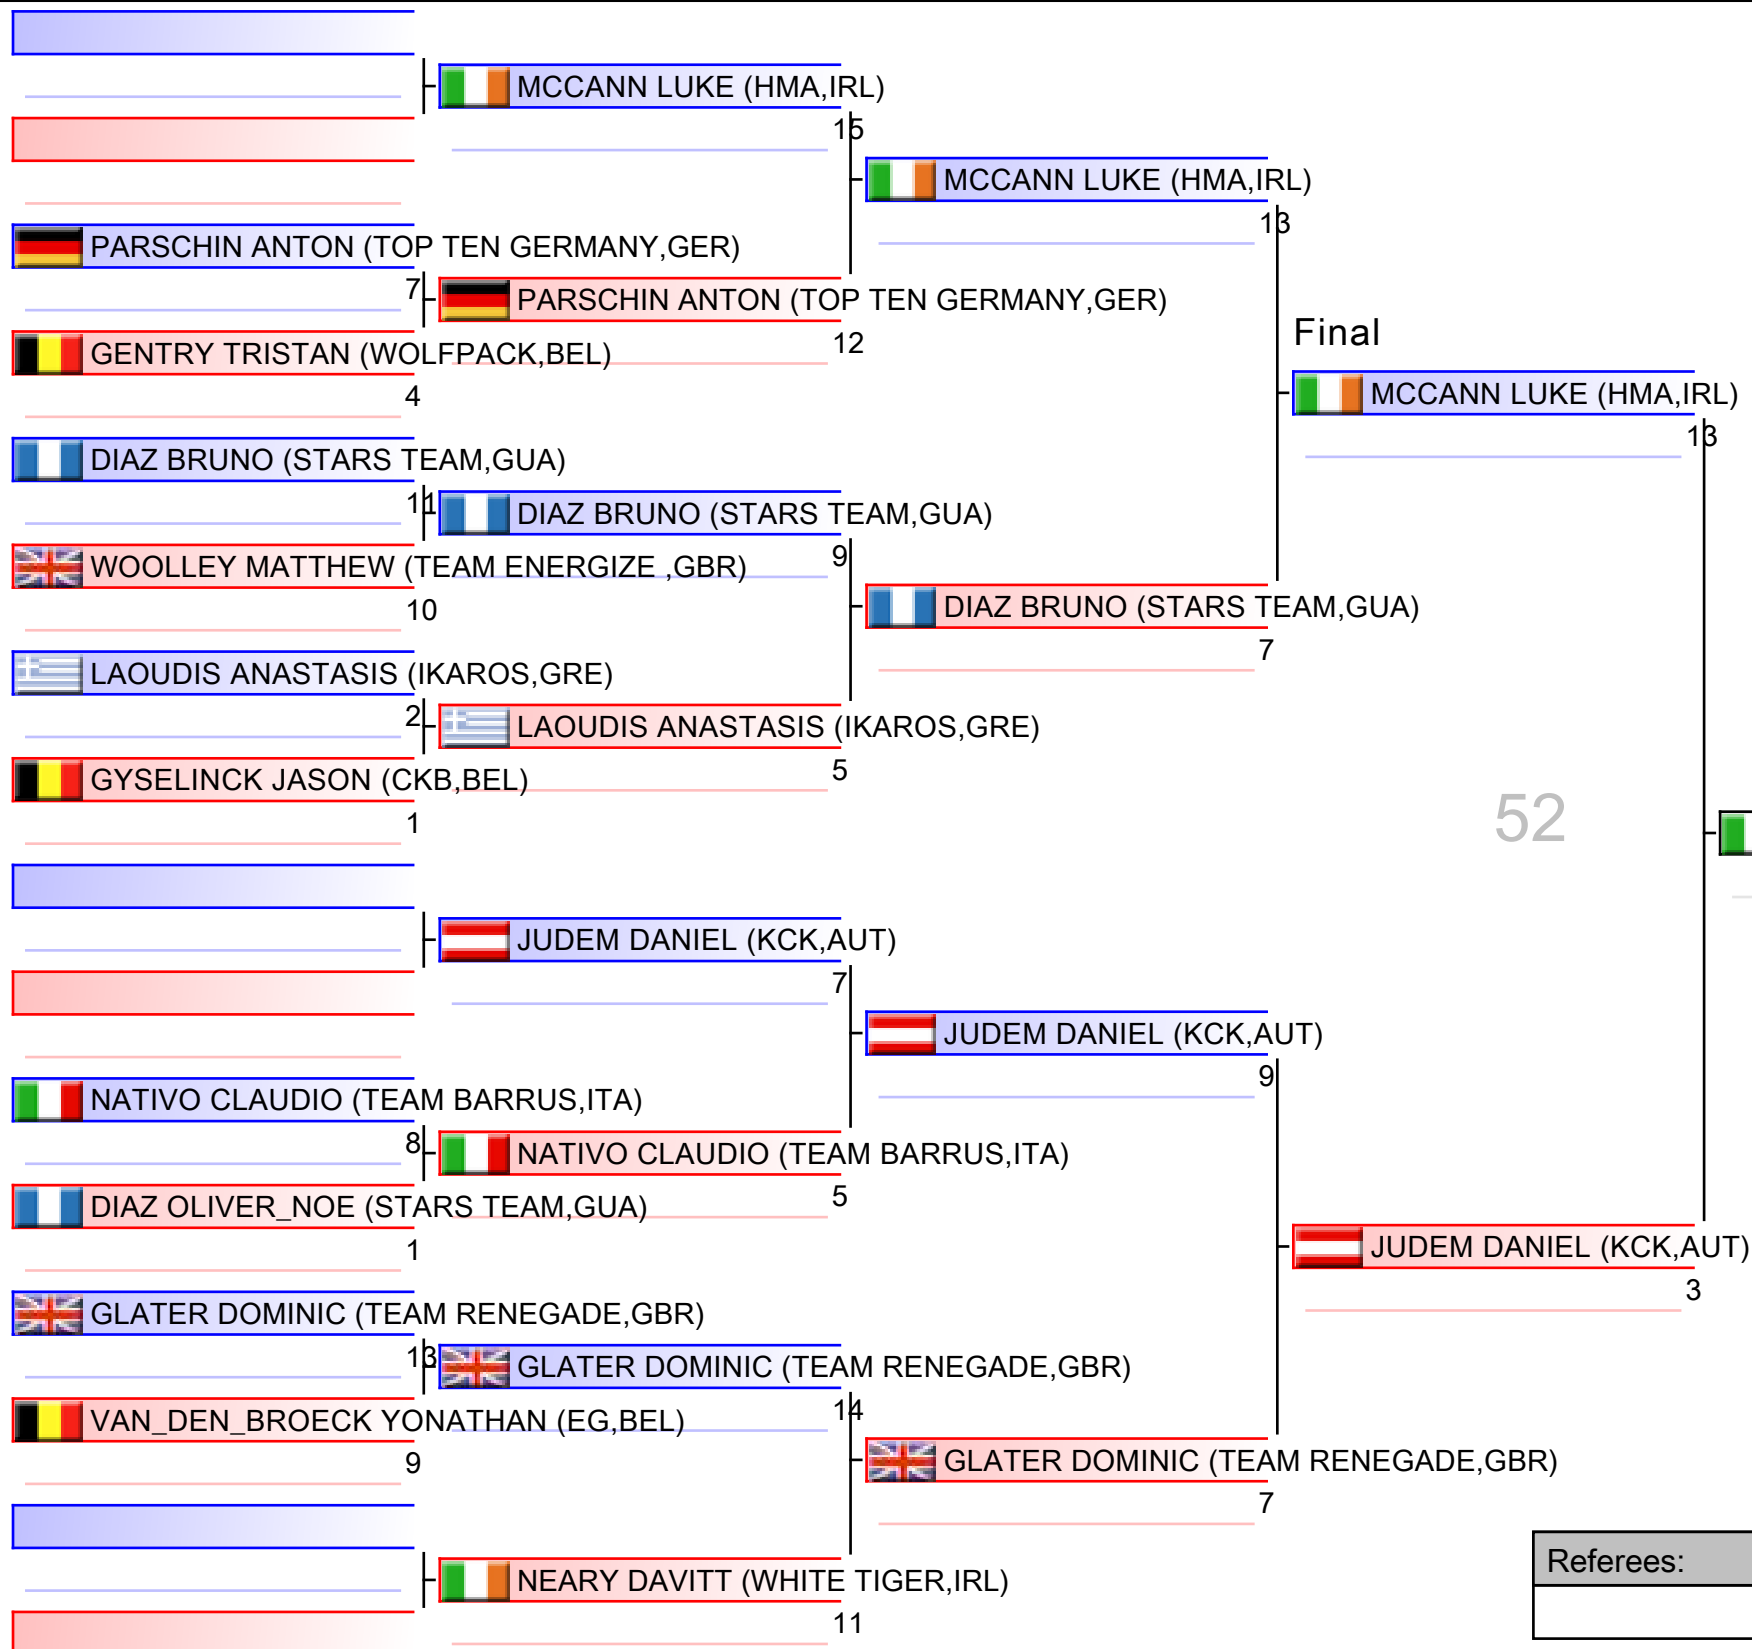 MCCANN LUKE (HMA,IRL)
15
MCCANN LUKE (HMA,IRL)
13
PARSCHIN ANTON (TOP TEN GERMANY,GER)
7
PARSCHIN ANTON (TOP TEN GERMANY,GER)
12
GENTRY TRISTAN (WOLFPACK,BEL)
4
Final
MCCANN LUKE (HMA,IRL)
13
DIAZ BRUNO (STARS TEAM,GUA)
11
DIAZ BRUNO (STARS TEAM,GUA)
9
WOOLLEY MATTHEW (TEAM ENERGIZE ,GBR)
10
DIAZ BRUNO (STARS TEAM,GUA)
7
LAOUDIS ANASTASIS (IKAROS,GRE)
2
LAOUDIS ANASTASIS (IKAROS,GRE)
5
GYSELINCK JASON (CKB,BEL)
1
52
JUDEM DANIEL (KCK,AUT)
7
JUDEM DANIEL (KCK,AUT)
9
NATIVO CLAUDIO (TEAM BARRUS,ITA)
8
NATIVO CLAUDIO (TEAM BARRUS,ITA)
5
DIAZ OLIVER_NOE (STARS TEAM,GUA)
1
JUDEM DANIEL (KCK,AUT)
3
GLATER DOMINIC (TEAM RENEGADE,GBR)
13
GLATER DOMINIC (TEAM RENEGADE,GBR)
14
VAN_DEN_BROECK YONATHAN (EG,BEL)
9
GLATER DOMINIC (TEAM RENEGADE,GBR)
7
NEARY DAVITT (WHITE TIGER,IRL)
11
Referees: